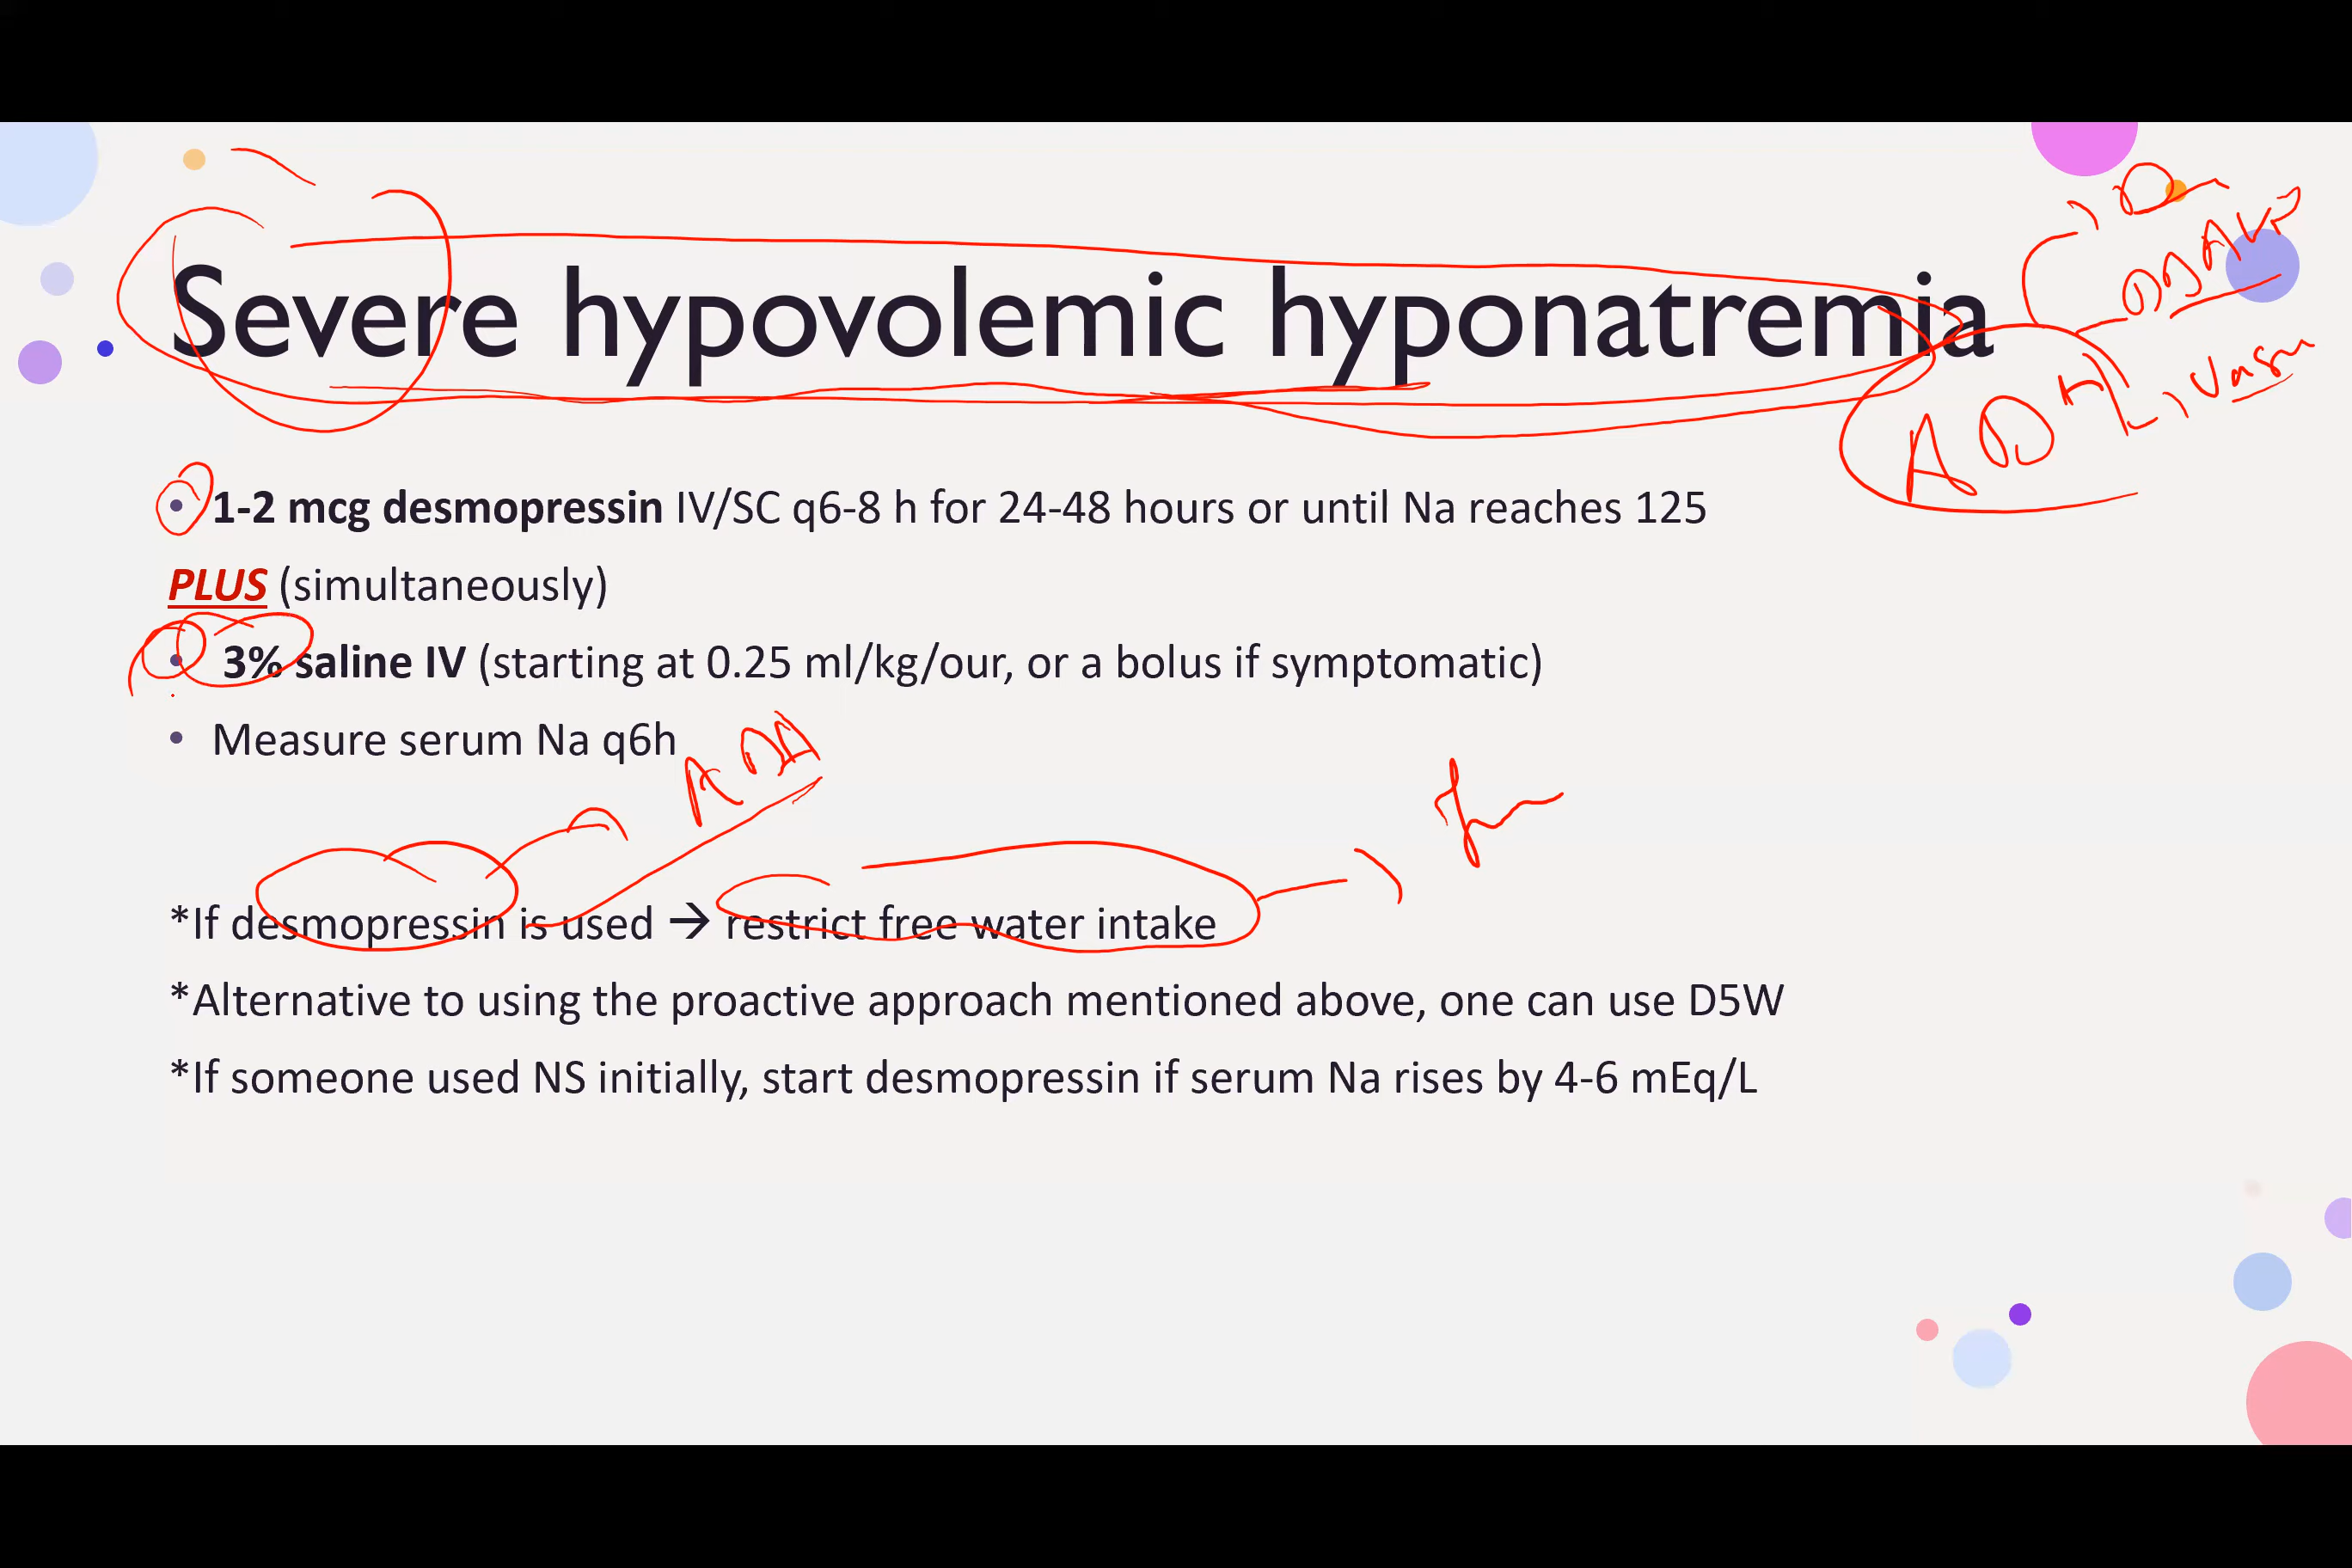 Severe hypovolemic hyponatremia
ADH
• 1-2 mcg desmopressin IV/SC q6-8 h for 24-48 hours or until Na reaches 125
PLUS (simultaneously)
• 3% saline IV (starting at 0.25 ml/kg/our, or a bolus if symptomatic)
• Measure serum Na q6h
ADH
*If desmopressin is used → restrict free water intake
*Alternative to using the proactive approach mentioned above, one can use D5W
*If someone used NS initially, start desmopressin if serum Na rises by 4-6 mEq/L